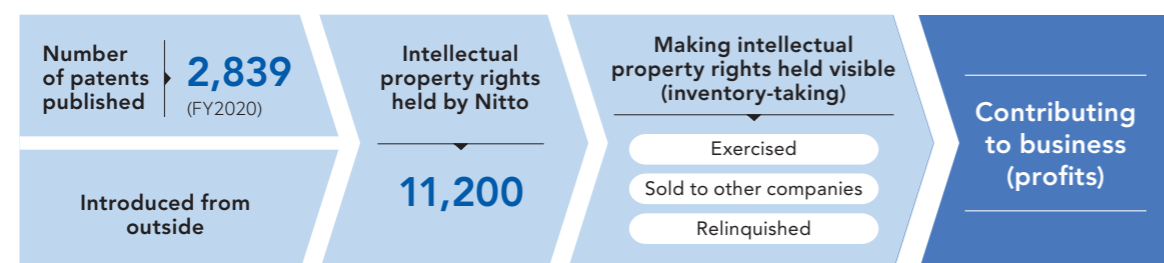 Number
of patents
published
2,839
(FY2020)
Introduced from
outside
Intellectual
property rights
held by Nitto
11,200
Making intellectual
property rights held visible
(inventory-taking)
Exercised
Sold to other companies
Relinquished
Contributing
to business
(profits)